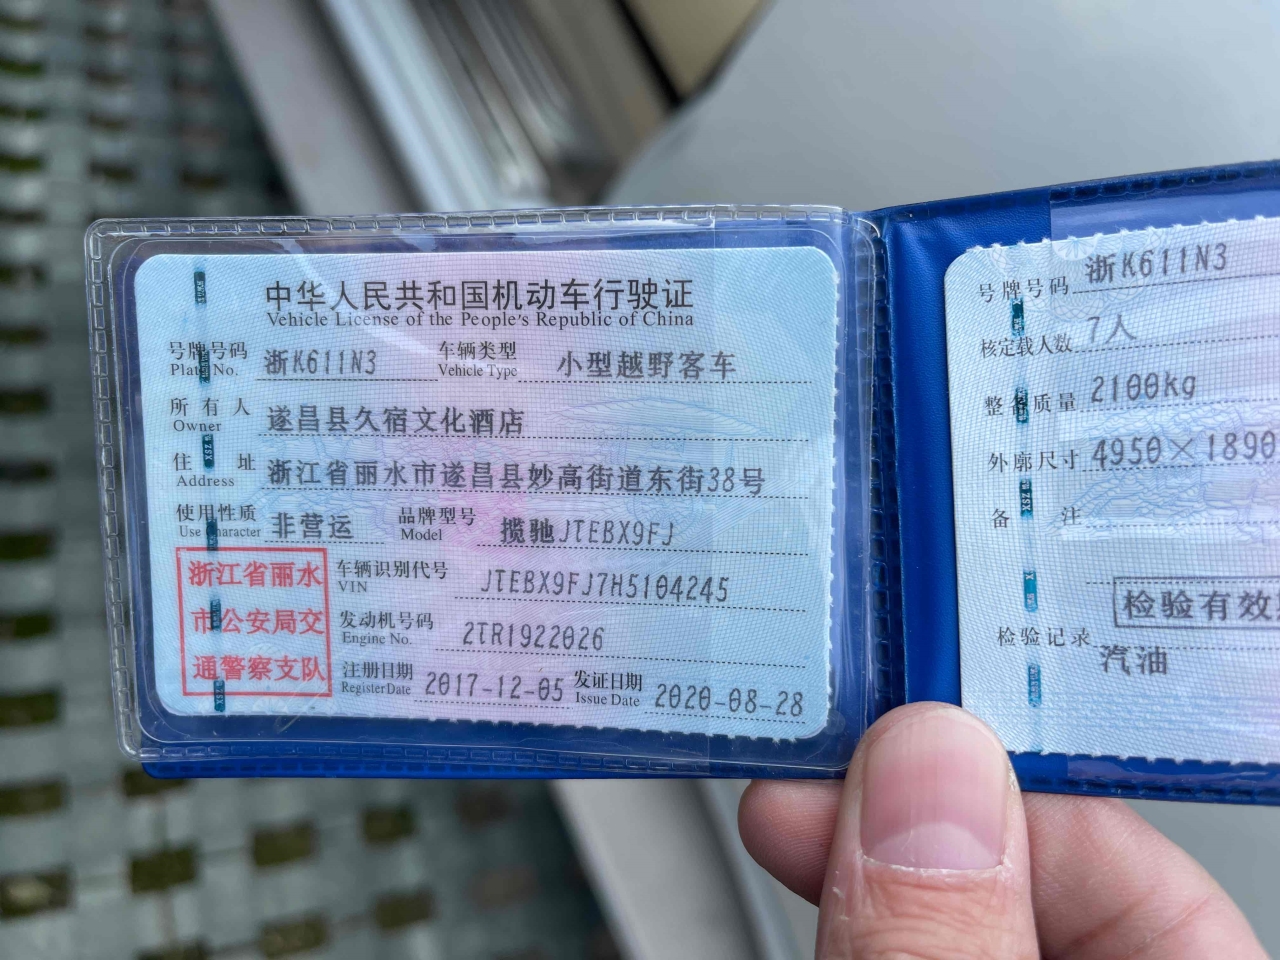 中华人民共和国机动车行驶证
Vehicle License of the People's Republic of China
号牌号码 浙K611N3 车辆类型 小型越野客车
Plate No. Vehicle Type
所有人 遂昌县久宿文化酒店
Owner
住址 浙江省丽水市遂昌县妙高街道东街38号
Address
使用性质 非营运 品牌型号 揽驰JTEBX9FJ
Use Character Model
浙江省丽水
市公安局交
通警察支队
车辆识别代号 JTEBX9FJ7H5104245
VIN
发动机号码 2TR1922026
Engine No.
注册日期 2017-12-05 发证日期 2020-08-28
Register Date Issue Date
号牌号码 浙K611N3
核定载人数 7人
整备质量 2100kg
外廓尺寸 4950×1890
备注
检验有效
检验记录
汽油